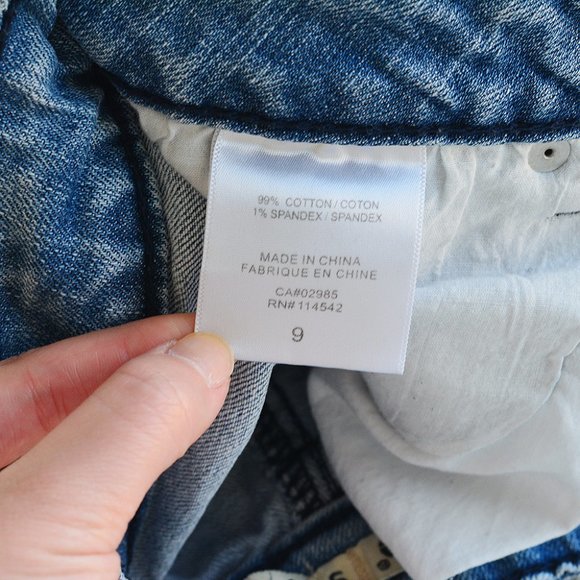 99% COTTON / COTON
1% SPANDEX / SPANDEX
MADE IN CHINA
FABRIQUE EN CHINE
CA#02985
RN#114542
9